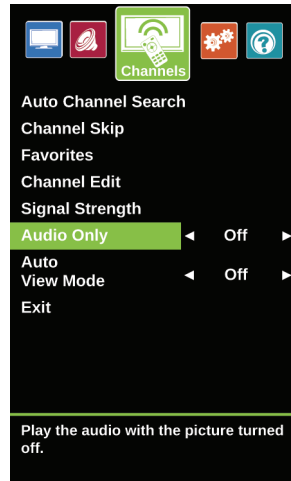 Channels
Auto Channel Search
Channel Skip
Favorites
Channel Edit
Signal Strength
Audio Only ◄ Off ►
Auto
View Mode ◄ Off ►
Exit
Play the audio with the picture turned
off.